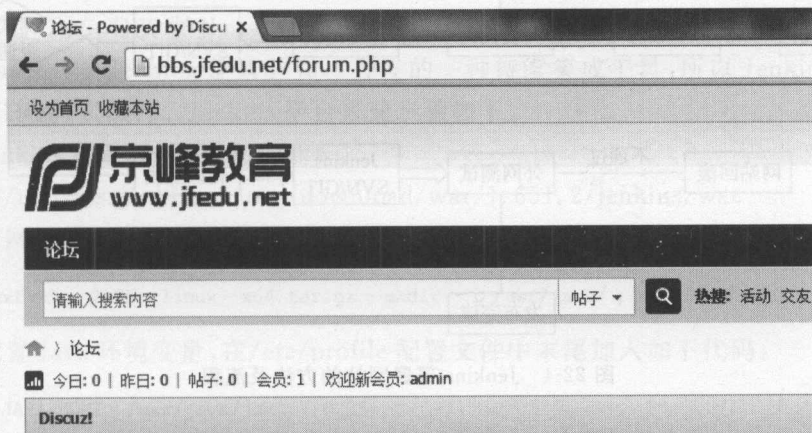 论坛 - Powered by Discu ×
bbs.jfedu.net/forum.php
设为首页 收藏本站
京峰教育
www.jfedu.net
论坛
请输入搜索内容 帖子 热搜: 活动 交友
论坛
今日: 0 | 昨日: 0 | 帖子: 0 | 会员: 1 | 欢迎新会员: admin
Discuz!